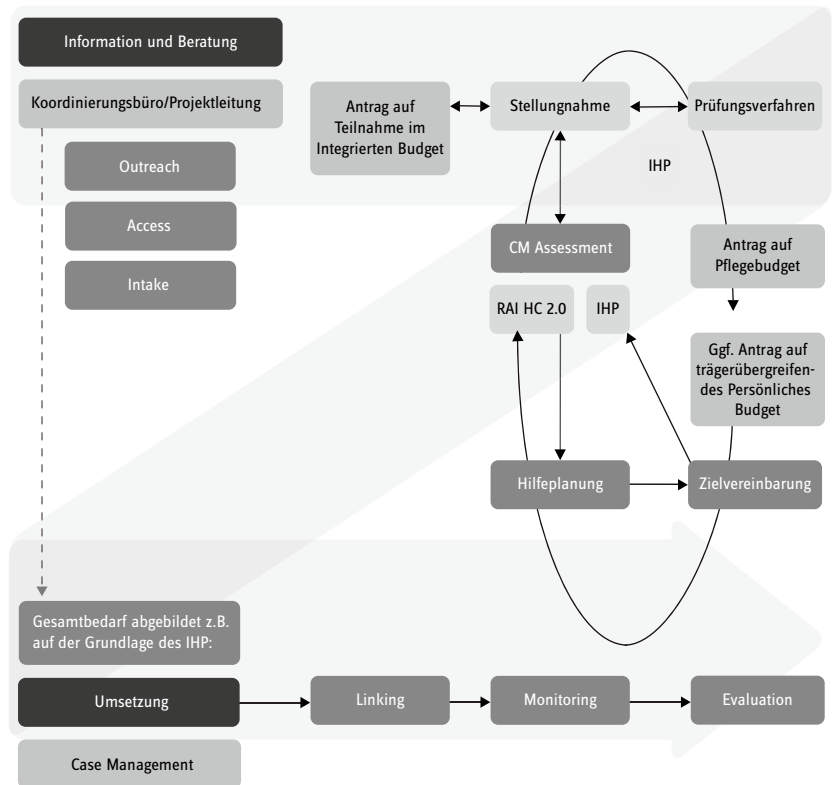 Information und Beratung
Koordinierungsbüro/Projektleitung
Outreach
Access
Intake
Antrag auf
Teilnahme im
Integrierten Budget
Stellungnahme
Prüfungsverfahren
IHP
CM Assessment
Antrag auf
Pflegebudget
RAI HC 2.0
IHP
Ggf. Antrag auf
trägerübergreifen-
des Persönliches
Budget
Hilfeplanung
Zielvereinbarung
Gesamtbedarf abgebildet z.B.
auf der Grundlage des IHP:
Umsetzung
Linking
Monitoring
Evaluation
Case Management